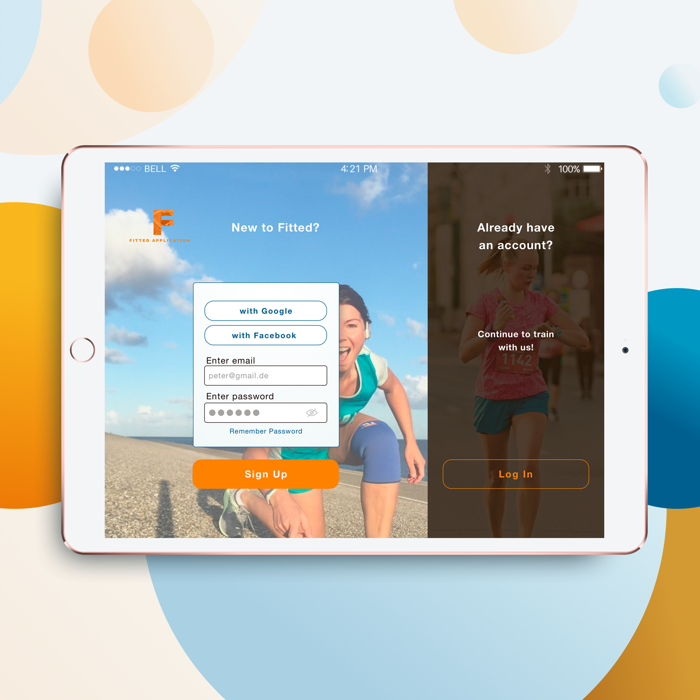 BELL
4:21 PM
100%
F
FITTED APPLICATION
New to Fitted?
with Google
with Facebook
Enter email
peter@gmail.de
Enter password
Remember Password
Sign Up
Already have
an account?
Continue to train
with us!
1142
Log In